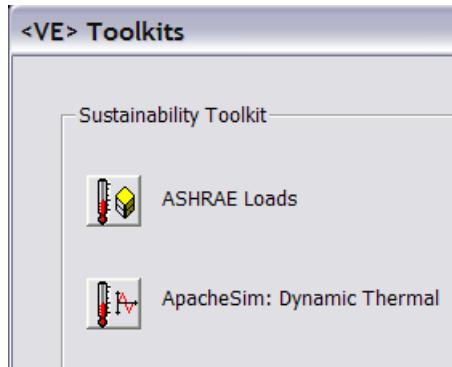 <VE> Toolkits
Sustainability Toolkit
ASHRAE Loads
ApacheSim: Dynamic Thermal